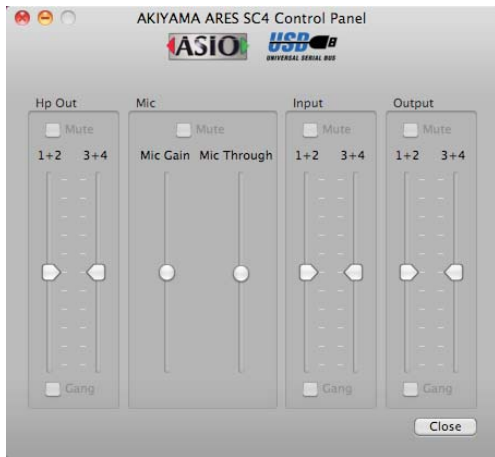 AKIYAMA ARES SC4 Control Panel
ASIO USB
UNIVERSAL SERIAL BUS
Hp Out Mic Input Output
Mute Mute Mute Mute
1+2 3+4 Mic Gain Mic Through 1+2 3+4 1+2 3+4
Gang Gang Gang
Close